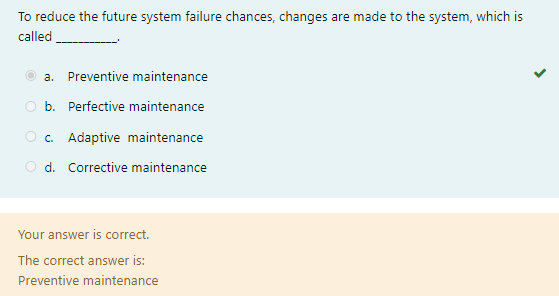 To reduce the future system failure chances, changes are made to the system, which is
called ___________.
a. Preventive maintenance
b. Perfective maintenance
c. Adaptive maintenance
d. Corrective maintenance
Your answer is correct.
The correct answer is:
Preventive maintenance